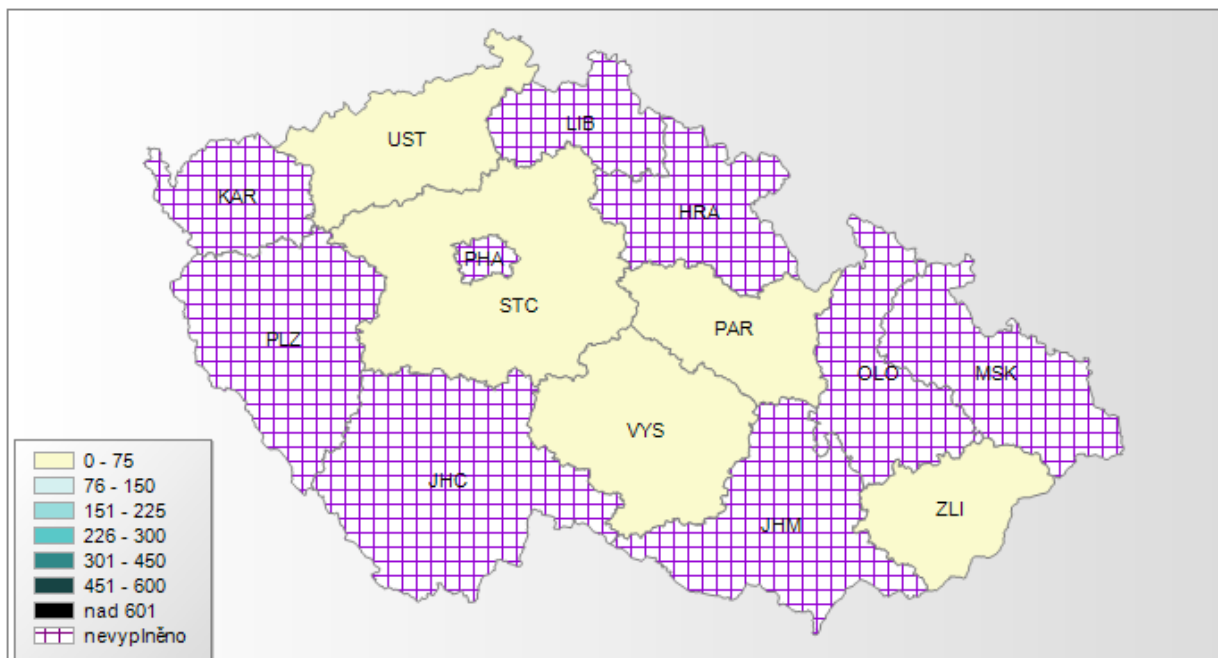 LIB
UST
KAR
HRA
PHA
STC
PAR
PLZ
OLO
MSK
VYS
JHC
ZLI
JHM
0 - 75
76 - 150
151 - 225
226 - 300
301 - 450
451 - 600
nad 601
nevyplněno